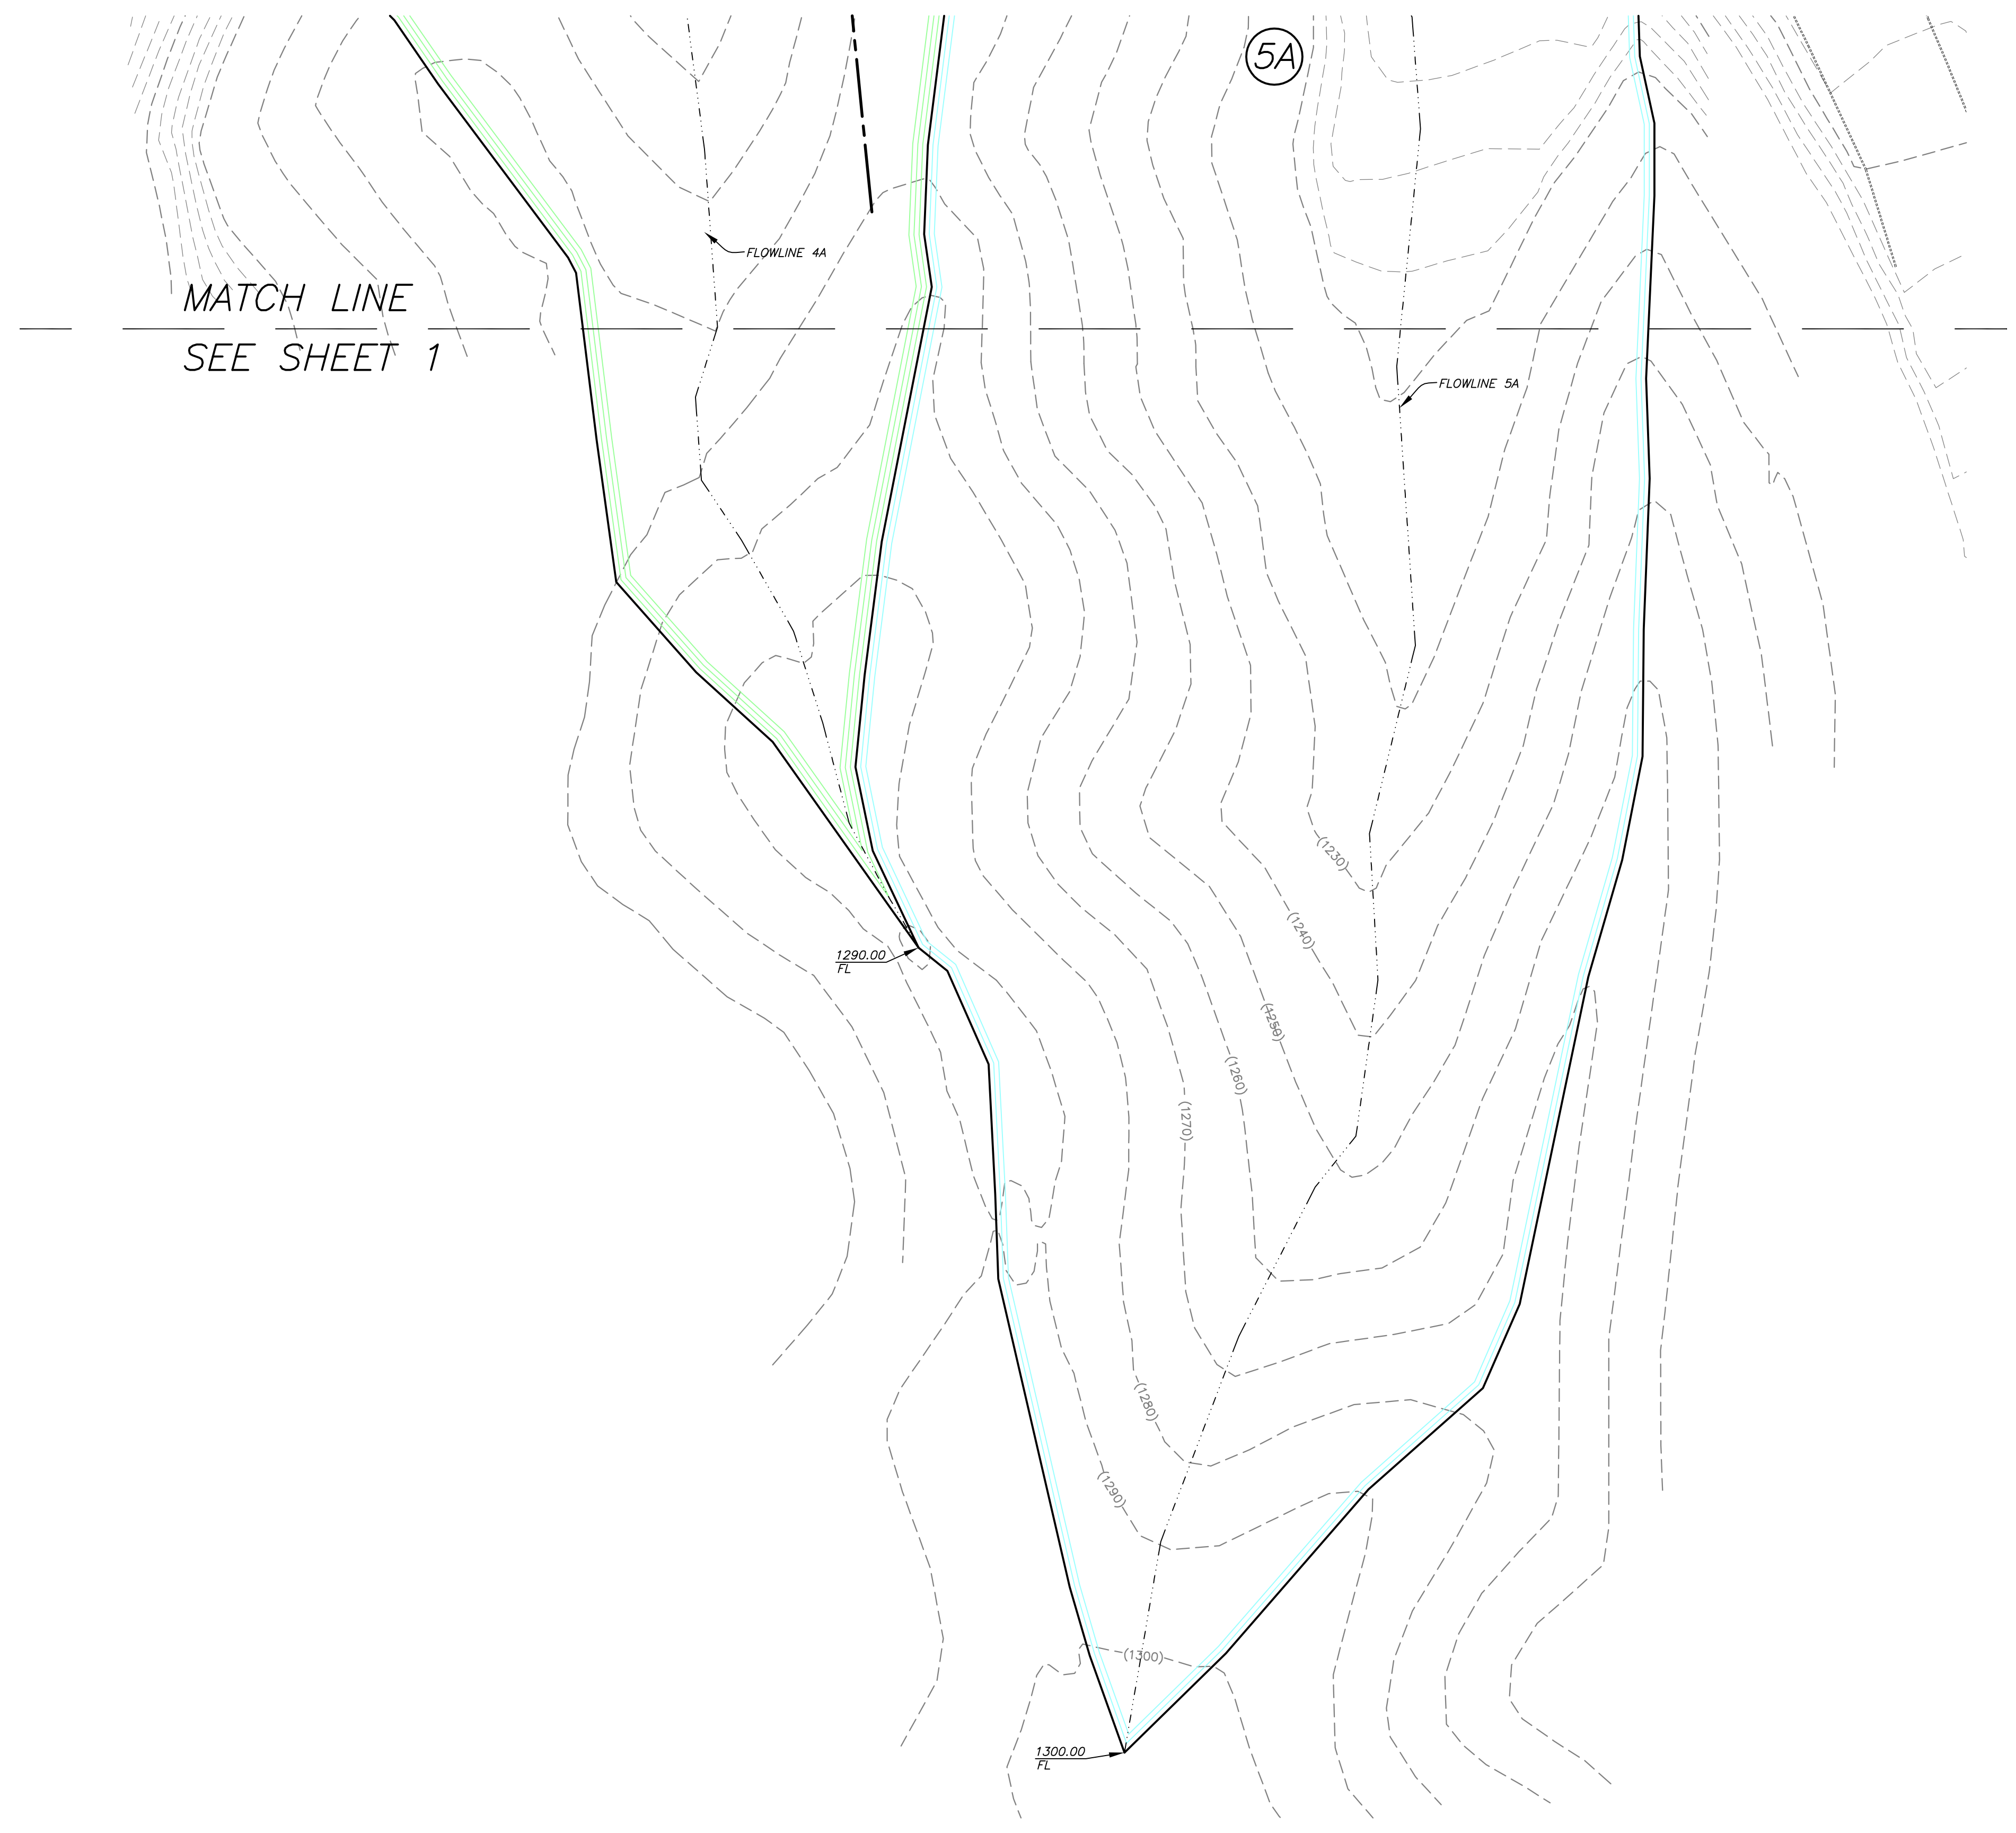 5A
FLOWLINE 4A
MATCH LINE
SEE SHEET 1
FLOWLINE 5A
(1230)
(1240)
1290.00
FL
(1250)
(1260)
(1270)
(1280)
(1290)
(1300)
1300.00
FL